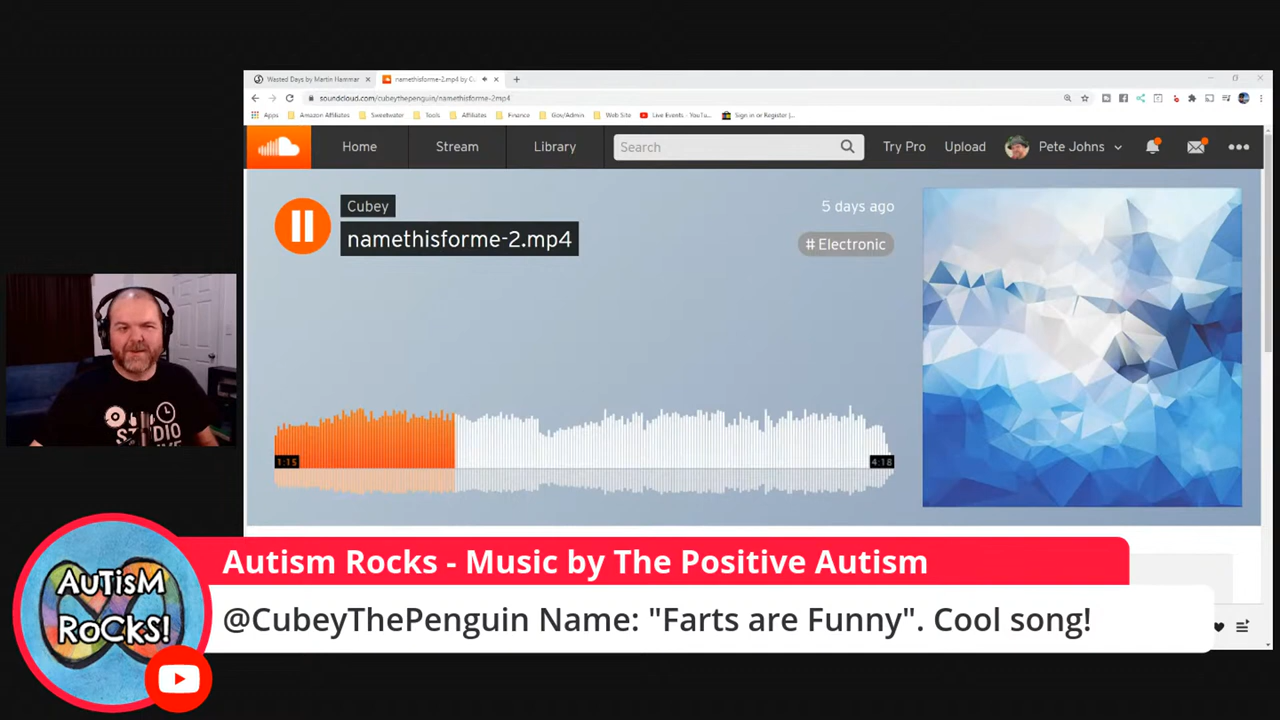 Wasted Days by Martin Hammar
namethisforme-2.mp4 by C
soundcloud.com/cubeythepenguin/namethisforme-2mp4
Apps Amazon Affiliates Sweetwater Tools Affiliates Finance Gov/Admin Web Site Live Events - YouTu... Sign in or Register |...
Home Stream Library Search Try Pro Upload Pete Johns
Cubey
5 days ago
namethisforme-2.mp4
# Electronic
1:15
4:18
STUDIO
LIVE
Autism Rocks - Music by The Positive Autism
@CubeyThePenguin Name: "Farts are Funny". Cool song!
AUTiSM
RoCKS!